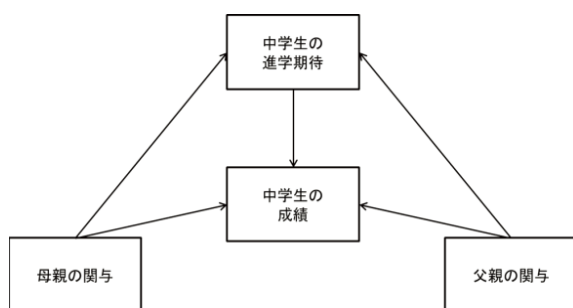 中学生の
進学期待
中学生の
成績
母親の関与
父親の関与